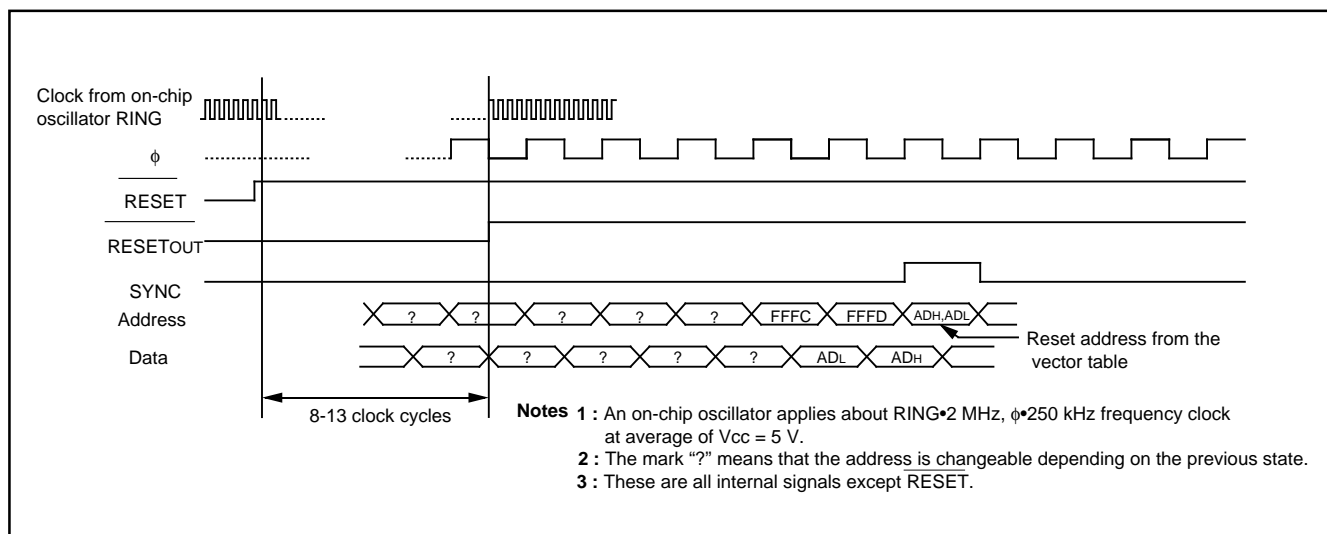 Clock from on-chip
oscillator RING
φ
RESET
RESETOUT
SYNC
Address
? ? ? ? ? FFFC FFFD ADH,ADL
Data
? ? ? ? ? ADL ADH
Reset address from the
vector table
8-13 clock cycles
Notes 1 : An on-chip oscillator applies about RING•2 MHz, φ•250 kHz frequency clock
at average of Vcc = 5 V.
2 : The mark “?” means that the address is changeable depending on the previous state.
3 : These are all internal signals except RESET.